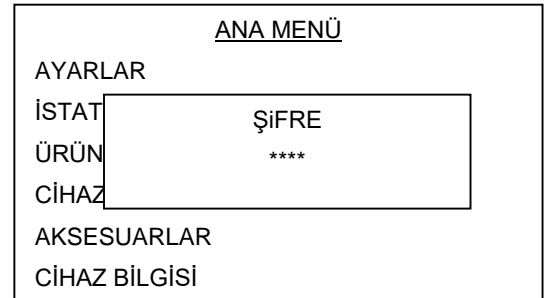 ANA MENÜ
AYARLAR
İSTAT
ŞiFRE
ÜRÜN
****
CİHAZ
AKSESUARLAR
CİHAZ BİLGİSİ